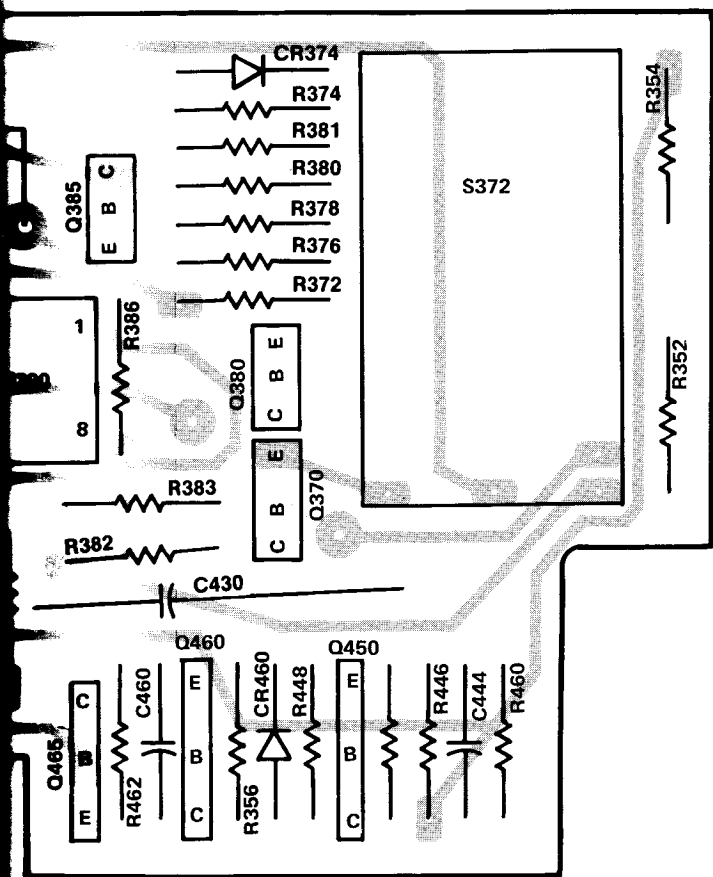 CR374
R374
R381
R380
R378
R376
R372
R354
S372
Q385
C
B
E
1
8
R386
Q380
E
B
C
R352
Q370
E
B
C
R383
R382
C430
Q460
E
B
C
Q450
E
B
C
Q465
C
B
E
R462
C460
R356
CR460
R448
R446
C444
R460